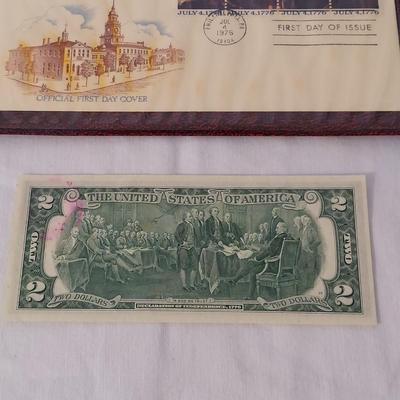 JULY 4,1776 JULY 4,1776 JULY 4,1776 JULY 4,1776
JUL
4
1976
19104
FIRST DAY OF ISSUE
OFFICIAL FIRST DAY COVER
2 THE UNITED STATES OF AMERICA 2
TWO
TWO
IN GOD WE TRUST
2 TWO DOLLARS
TWO DOLLARS 2
DECLARATION OF INDEPENDENCE, 1776